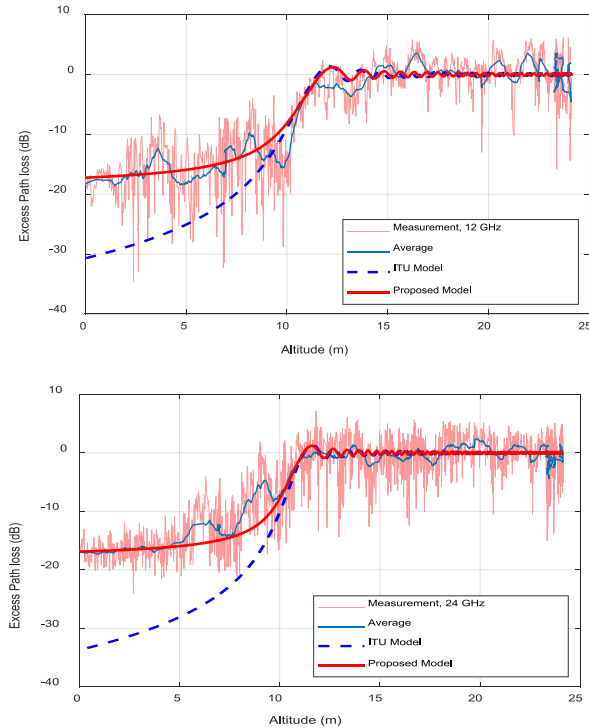 10
0
−10
−20
−30
−40
Excess Path loss (dB)
0 5 10 15 20 25
Altitude (m)
Measurement, 12 GHz
Average
ITU Model
Proposed Model
10
0
−10
−20
−30
−40
Excess Path loss (dB)
0 5 10 15 20 25
Altitude (m)
Measurement, 24 GHz
Average
ITU Model
Proposed Model